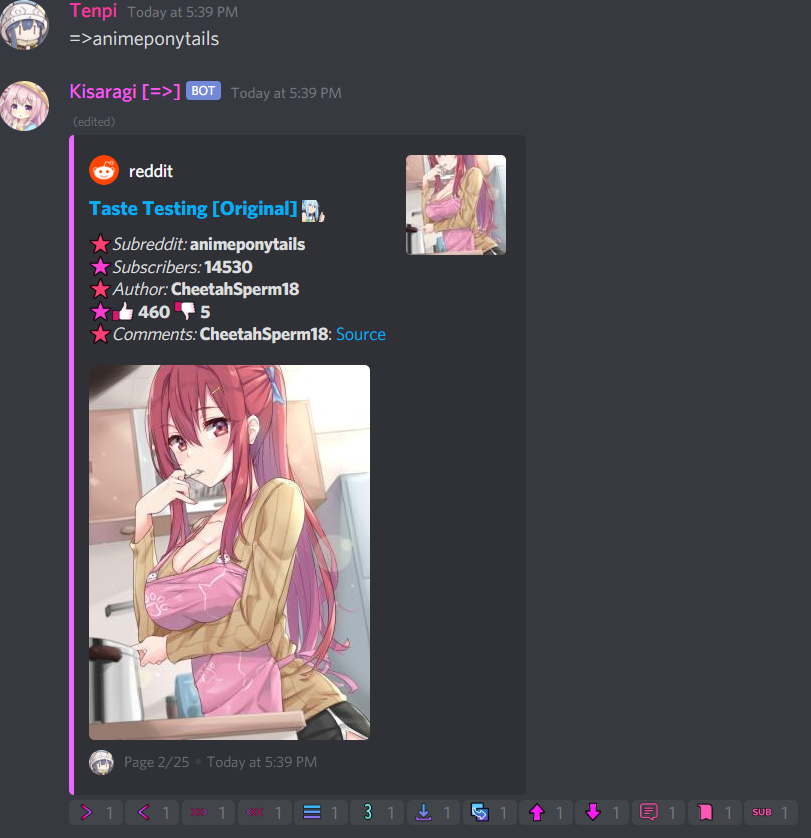 Tenpi Today at 5:39 PM
=>animeponytails
Kisaragi [=>] BOT Today at 5:39 PM
(edited)
reddit
Taste Testing [Original]
Subreddit: animeponytails
Subscribers: 14530
Author: CheetahSperm18
460 5
Comments: CheetahSperm18: Source
Page 2/25 • Today at 5:39 PM
> 1 < 1 >>> 1 <<< 1 1 3 1 1 1 1 1 1 1 SUB 1